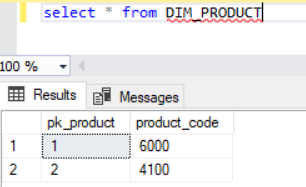 select * from DIM_PRODUCT
100 %
Results Messages
pk_product product_code
1 1 6000
2 2 4100